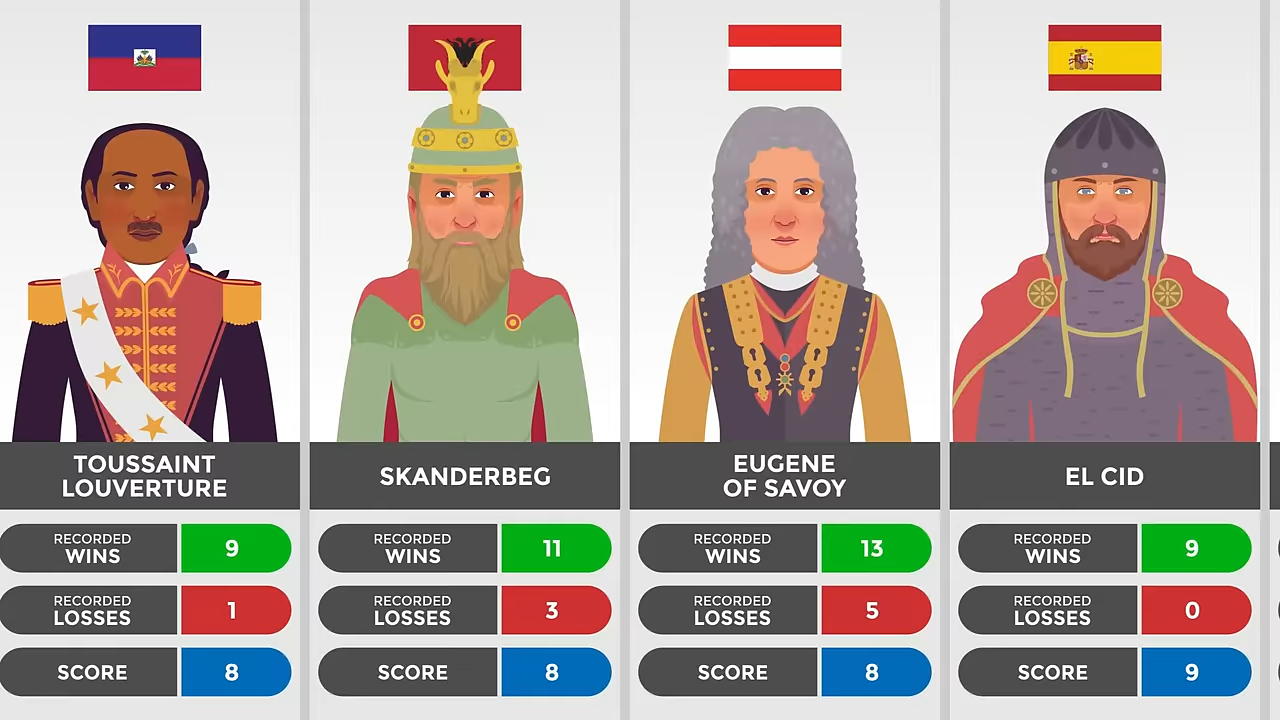 TOUSSAINT
LOUVERTURE
RECORDED
WINS
9
RECORDED
LOSSES
1
SCORE
8
SKANDERBEG
RECORDED
WINS
11
RECORDED
LOSSES
3
SCORE
8
EUGENE
OF SAVOY
RECORDED
WINS
13
RECORDED
LOSSES
5
SCORE
8
EL CID
RECORDED
WINS
9
RECORDED
LOSSES
0
SCORE
9